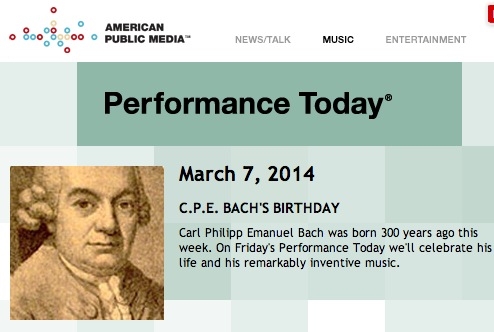 AMERICAN
PUBLIC MEDIA™
NEWS/TALK MUSIC ENTERTAINMENT
Performance Today®
March 7, 2014
C.P.E. BACH'S BIRTHDAY
Carl Philipp Emanuel Bach was born 300 years ago this
week. On Friday's Performance Today we'll celebrate his
life and his remarkably inventive music.